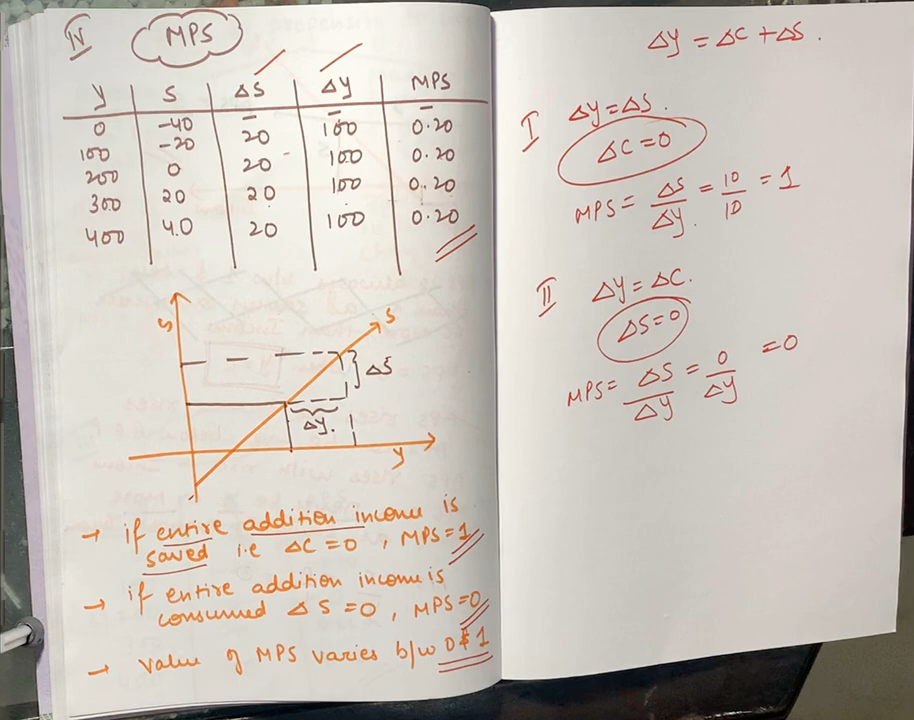 IV MPS
Y S ΔS ΔY MPS
0 -40 - - -
100 -20 20 100 0.20
200 0 20 100 0.20
300 20 20 100 0.20
400 40 20 100 0.20
S
S
ΔS
ΔY.
Y
→ if entire addition income is
saved i.e ΔC = 0, MPS = 1
→ if entire addition income is
consumed ΔS = 0, MPS = 0
→ Value of MPS varies b/w 0 & 1
ΔY = ΔC + ΔS.
I ΔY = ΔS.
ΔC = 0
MPS = ΔS/ΔY. = 10/10 = 1
II ΔY = ΔC.
ΔS = 0
MPS = ΔS/ΔY = 0/ΔY = 0